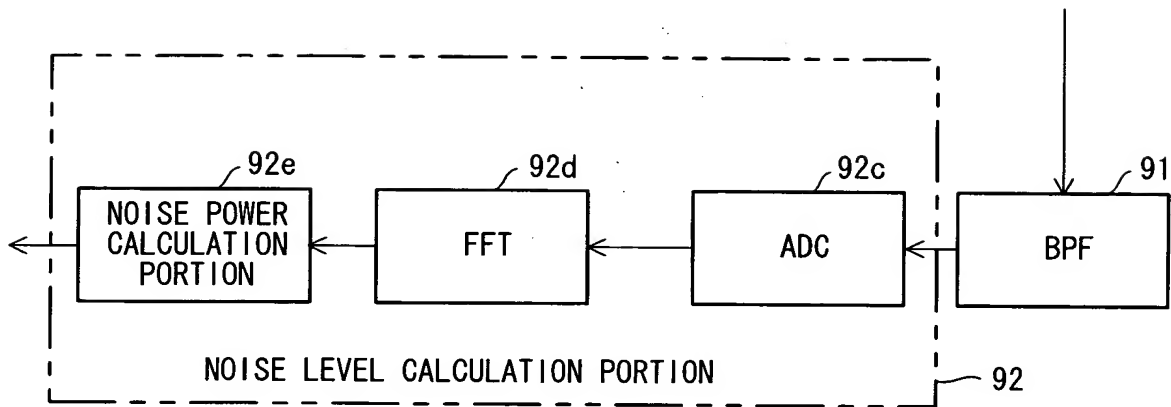 92e
92d
92c
91
NOISE POWER
CALCULATION
PORTION
FFT
ADC
BPF
NOISE LEVEL CALCULATION PORTION
92